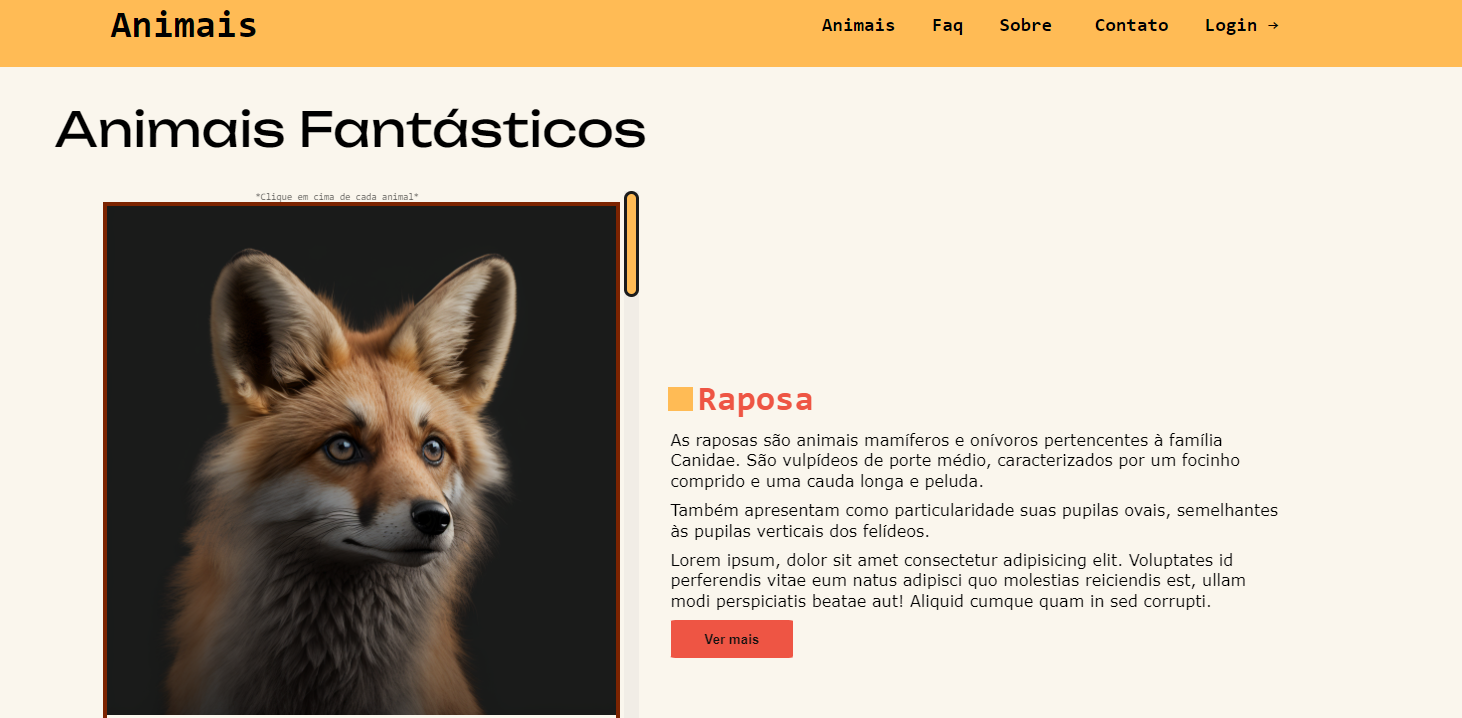 Animais
Animais Faq Sobre Contato Login →
Animais Fantásticos
*Clique em cima de cada animal*
Raposa
As raposas são animais mamíferos e onívoros pertencentes à família
Canidae. São vulpídeos de porte médio, caracterizados por um focinho
comprido e uma cauda longa e peluda.
Também apresentam como particularidade suas pupilas ovais, semelhantes
às pupilas verticais dos felídeos.
Lorem ipsum, dolor sit amet consectetur adipisicing elit. Voluptates id
perferendis vitae eum natus adipisci quo molestias reiciendis est, ullam
modi perspiciatis beatae aut! Aliquid cumque quam in sed corrupti.
Ver mais